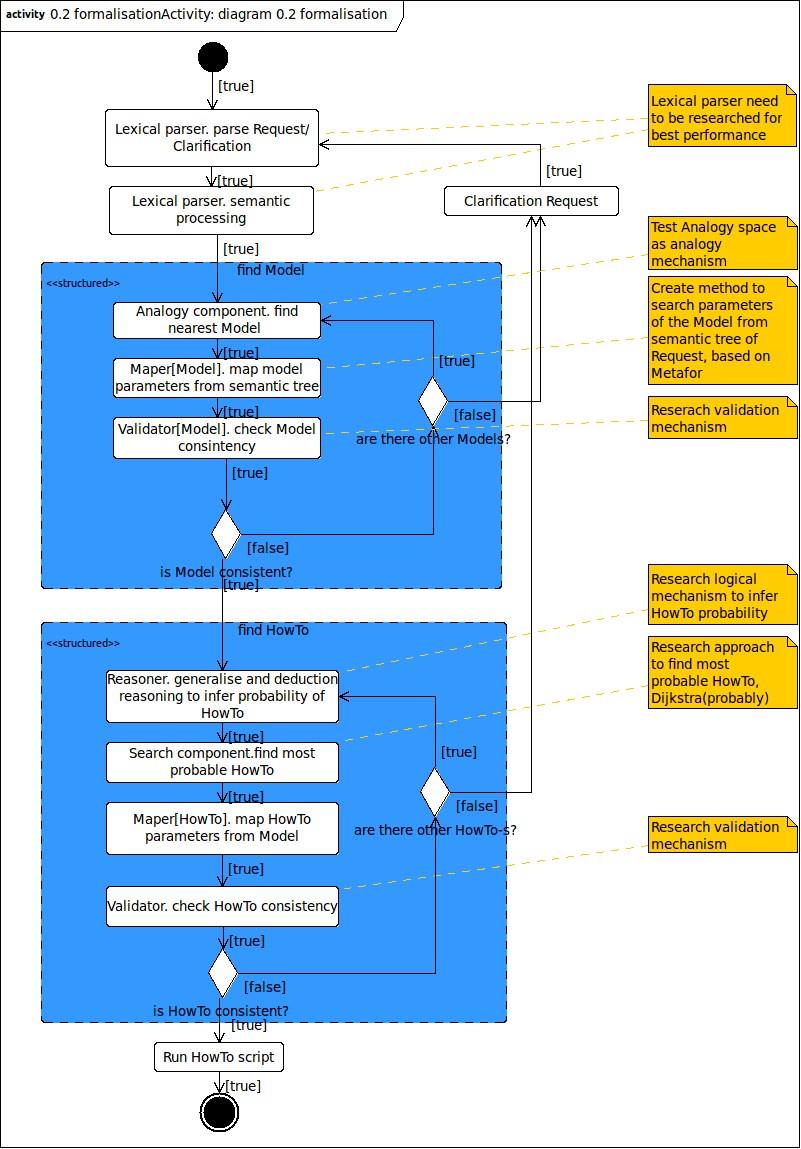 activity 0.2 formalisationActivity: diagram 0.2 formalisation
[true]
Lexical parser. parse Request/
Clarification
Lexical parser need
to be researched for
best performance
[true]
[true]
Lexical parser. semantic
processing
Clarification Request
[true]
Test Analogy space
as analogy
mechanism
find Model
<<structured>>
Analogy component. find
nearest Model
Create method to
search parameters
of the Model from
semantic tree of
Request, based on
Metafor
[true]
[true]
Maper[Model]. map model
parameters from semantic tree
[true]
[false]
Reserach validation
mechanism
Validator[Model]. check Model
consintency
are there other Models?
[true]
[false]
is Model consistent?
[true]
Research logical
mechanism to infer
HowTo probability
find HowTo
<<structured>>
Reasoner. generalise and deduction
reasoning to infer probability of
HowTo
Research approach
to find most
probable HowTo,
Dijkstra(probably)
[true]
[true]
Search component.find most
probable HowTo
[true]
[false]
Maper[HowTo]. map HowTo
parameters from Model
are there other HowTo-s?
Research validation
mechanism
[true]
Validator. check HowTo consistency
[true]
[false]
is HowTo consistent?
[true]
Run HowTo script
[true]